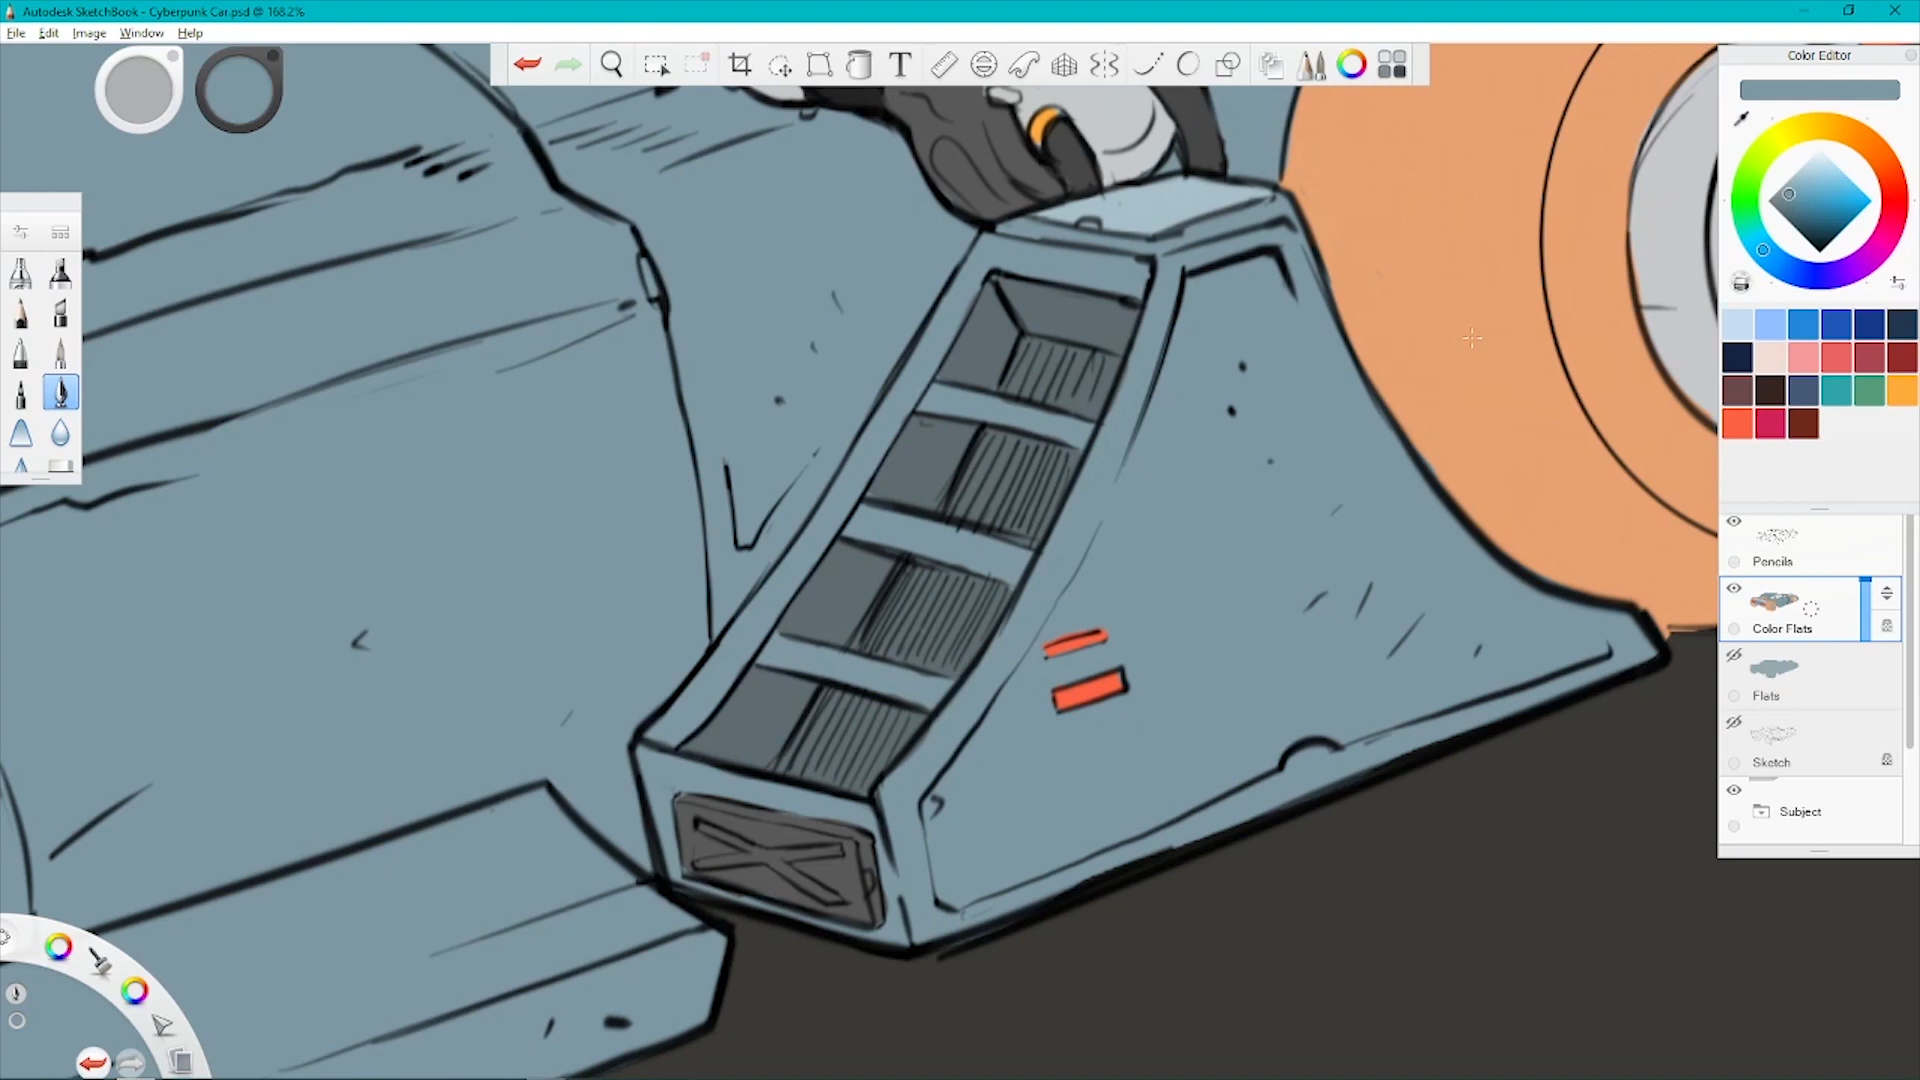 Autodesk SketchBook - Cyberpunk Car.psd @ 168.2%
File Edit Image Window Help
T
Color Editor
Pencils
Color Flats
Flats
Sketch
Subject